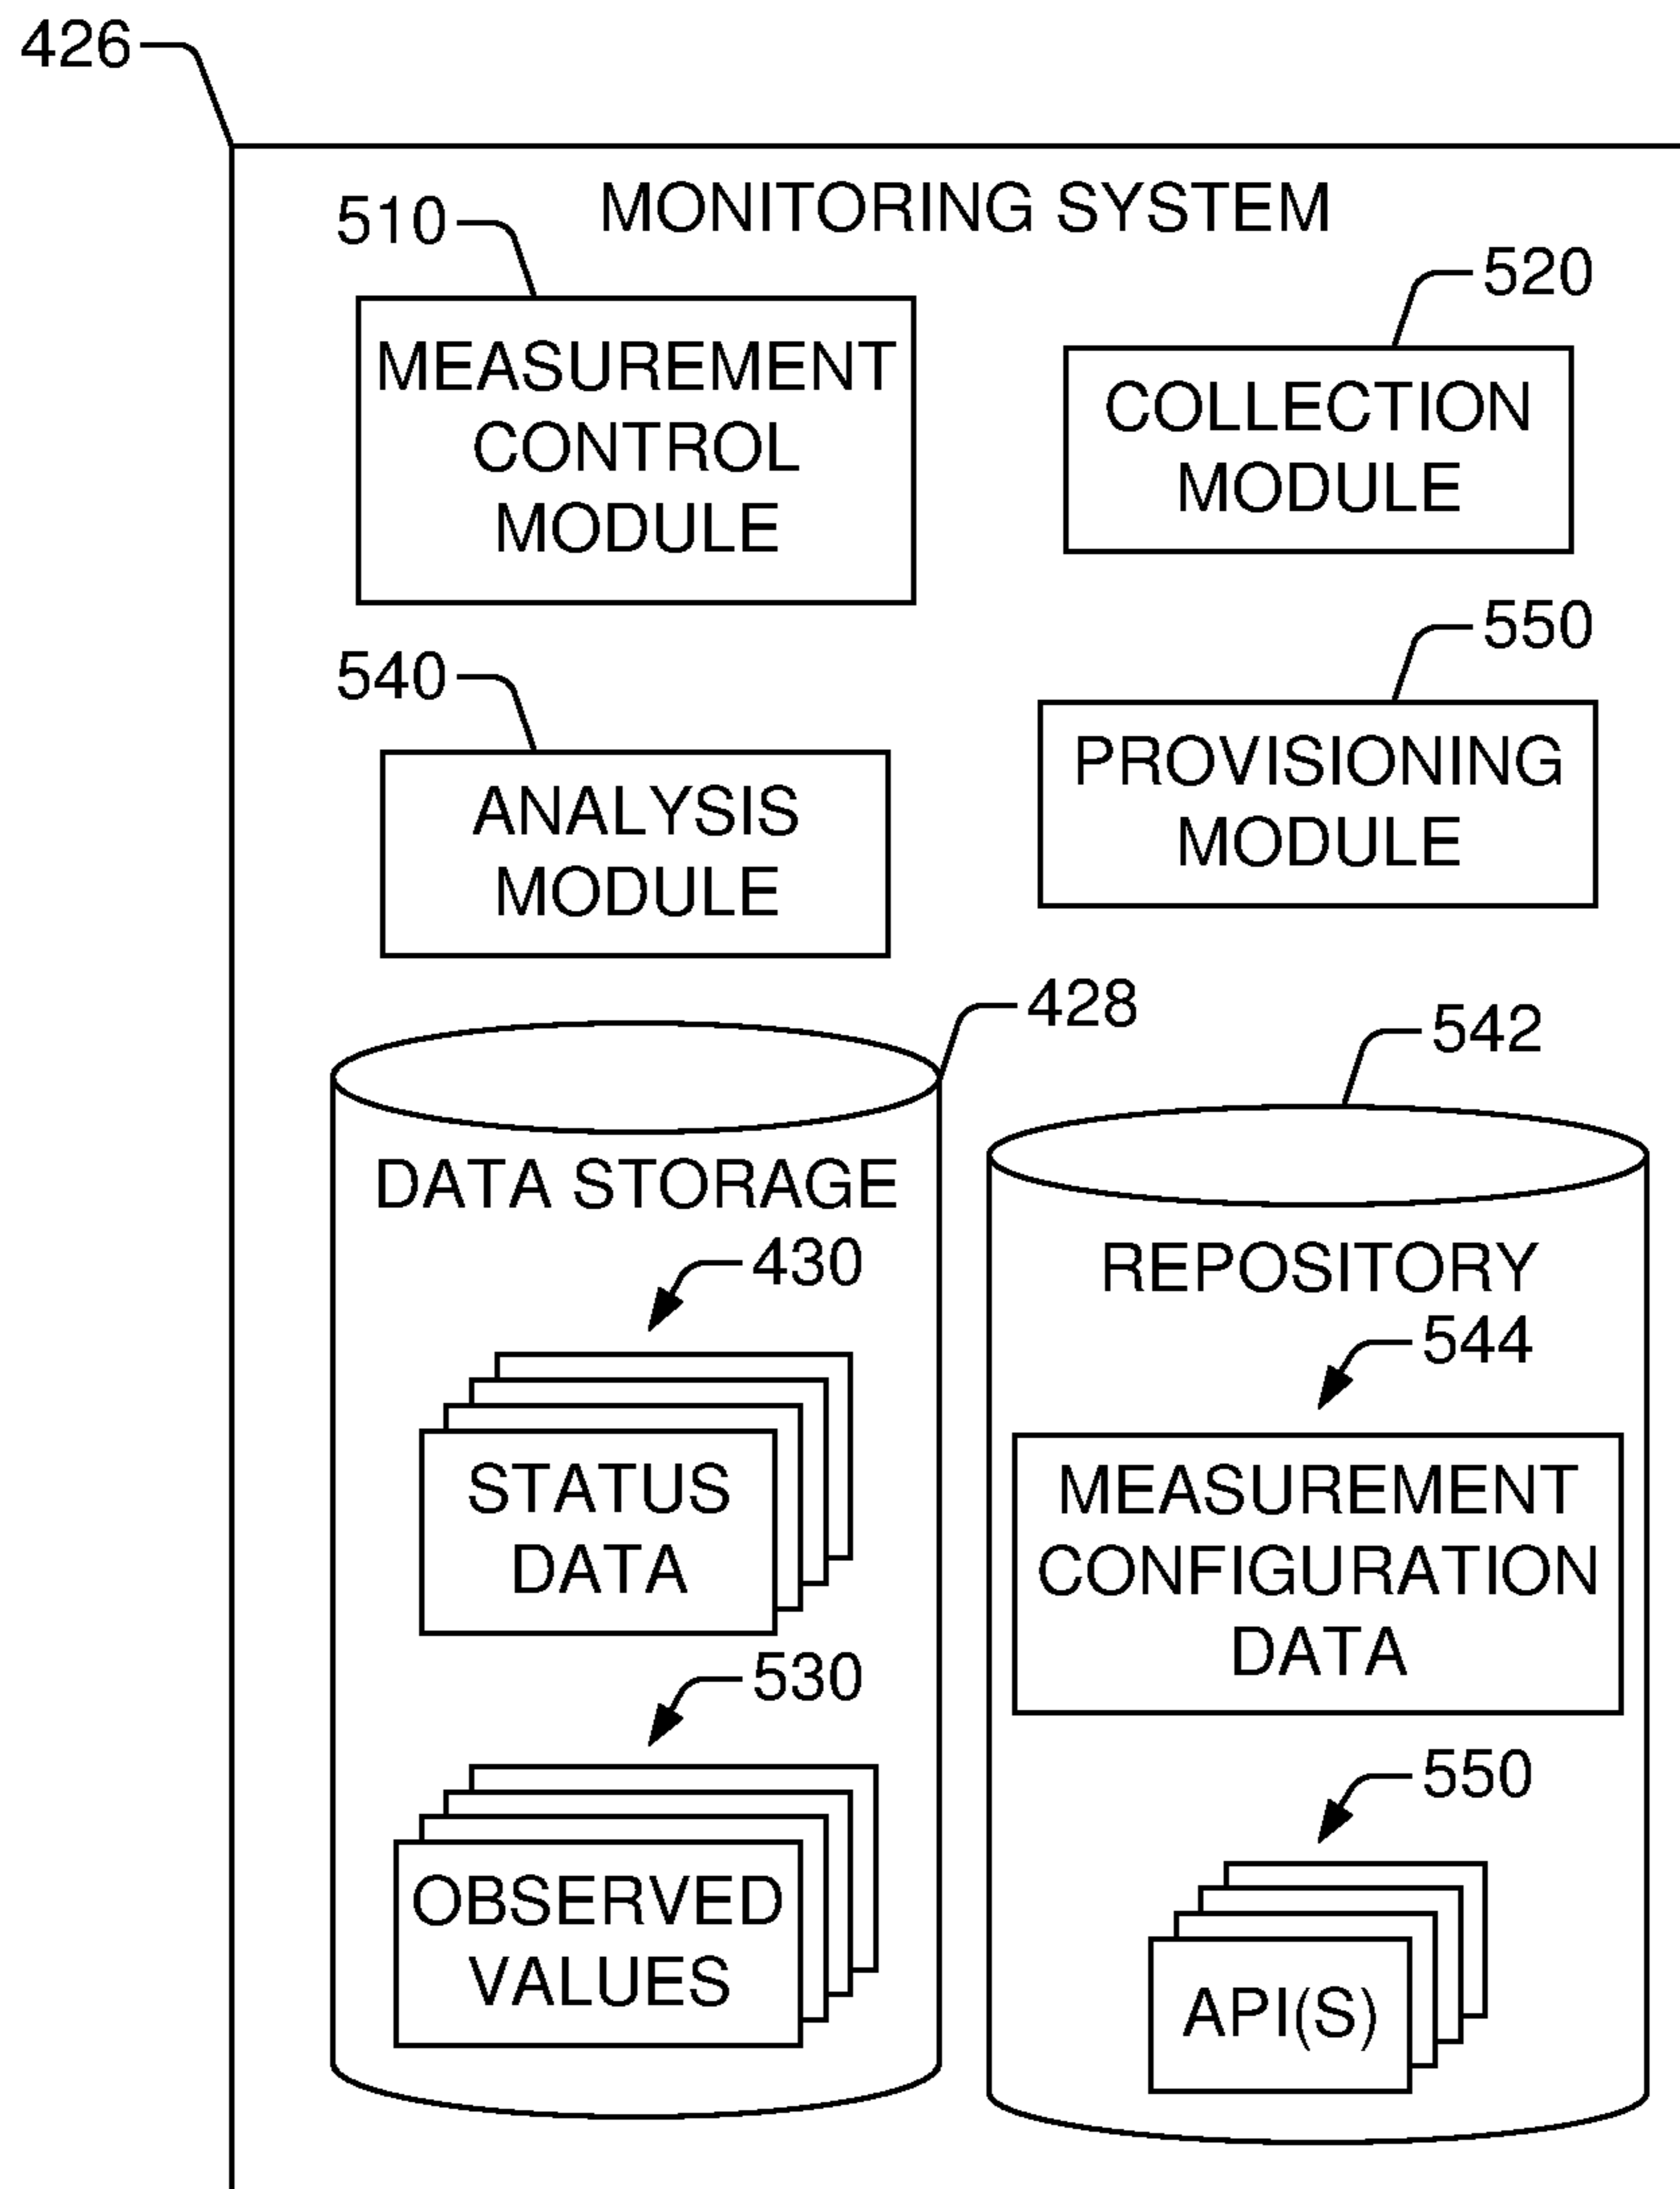 426
MONITORING SYSTEM
510
MEASUREMENT
CONTROL
MODULE
520
COLLECTION
MODULE
540
ANALYSIS
MODULE
550
PROVISIONING
MODULE
428
DATA STORAGE
430
STATUS
DATA
530
OBSERVED
VALUES
542
REPOSITORY
544
MEASUREMENT
CONFIGURATION
DATA
550
API(S)